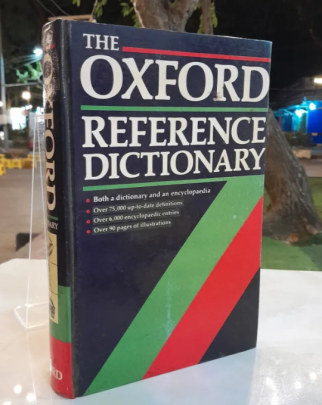 THE
OXFORD
REFERENCE
DICTIONARY
Both a dictionary and an encyclopaedia
Over 75,000 up-to-date definitions
Over 6,000 encyclopaedic entries
Over 90 pages of illustrations